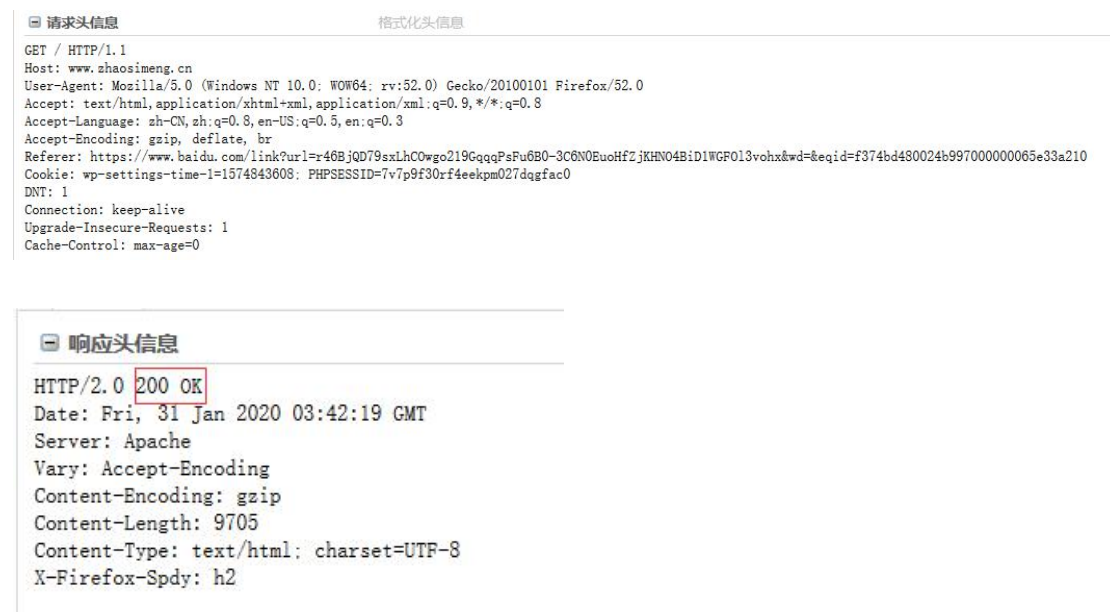 请求头信息 格式化头信息
GET / HTTP/1.1
Host: www.zhaosimeng.cn
User-Agent: Mozilla/5.0 (Windows NT 10.0; WOW64; rv:52.0) Gecko/20100101 Firefox/52.0
Accept: text/html,application/xhtml+xml,application/xml;q=0.9,*/*;q=0.8
Accept-Language: zh-CN,zh;q=0.8,en-US;q=0.5,en;q=0.3
Accept-Encoding: gzip, deflate, br
Referer: https://www.baidu.com/link?url=r46BjQD79sxLhCOwgo219GqqqPsFu6B0-3C6N0EuoHfZjKHNO4BiD1WGFOl3vohx&wd=&eqid=f374bd480024b997000000065e33a210
Cookie: wp-settings-time-1=1574843608; PHPSESSID=7v7p9f30rf4eekpm027dqgfac0
DNT: 1
Connection: keep-alive
Upgrade-Insecure-Requests: 1
Cache-Control: max-age=0
响应头信息
HTTP/2.0 200 OK
Date: Fri, 31 Jan 2020 03:42:19 GMT
Server: Apache
Vary: Accept-Encoding
Content-Encoding: gzip
Content-Length: 9705
Content-Type: text/html; charset=UTF-8
X-Firefox-Spdy: h2